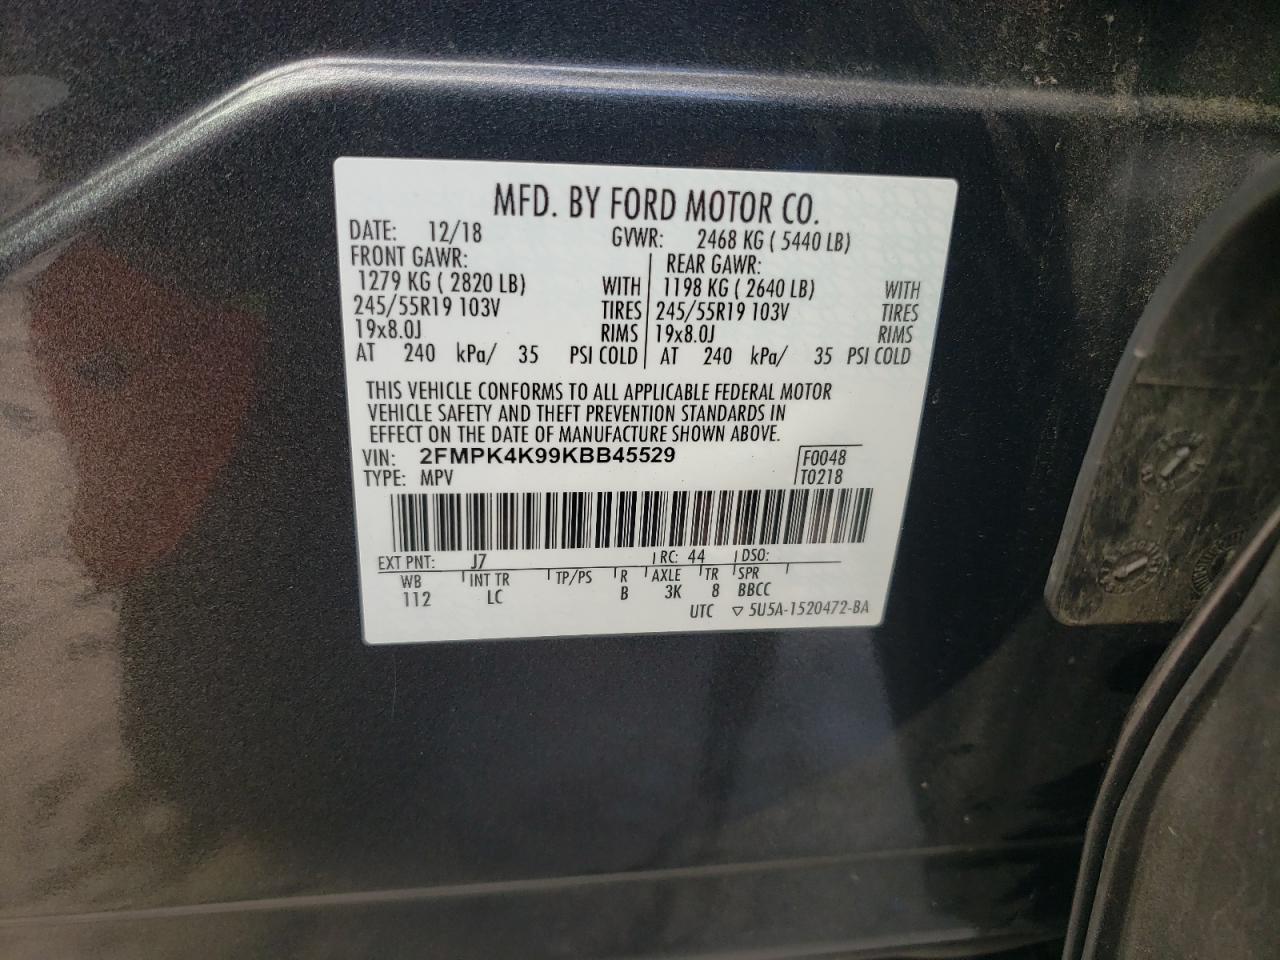 MFD. BY FORD MOTOR CO.
DATE: 12/18 GVWR: 2468 KG ( 5440 LB)
FRONT GAWR: REAR GAWR:
1279 KG ( 2820 LB) WITH 1198 KG ( 2640 LB) WITH
245/55R19 103V TIRES 245/55R19 103V TIRES
19x8.0J RIMS 19x8.0J RIMS
AT 240 kPa/ 35 PSI COLD AT 240 kPa/ 35 PSI COLD
THIS VEHICLE CONFORMS TO ALL APPLICABLE FEDERAL MOTOR
VEHICLE SAFETY AND THEFT PREVENTION STANDARDS IN
EFFECT ON THE DATE OF MANUFACTURE SHOWN ABOVE.
VIN: 2FMPK4K99KBB45529 F0048
TYPE: MPV T0218
EXT PNT: J7 RC: 44 DSO:
WB INT TR TP/PS R AXLE TR SPR
112 LC B 3K 8 BBCC
UTC ▽ 5U5A-1520472-BA